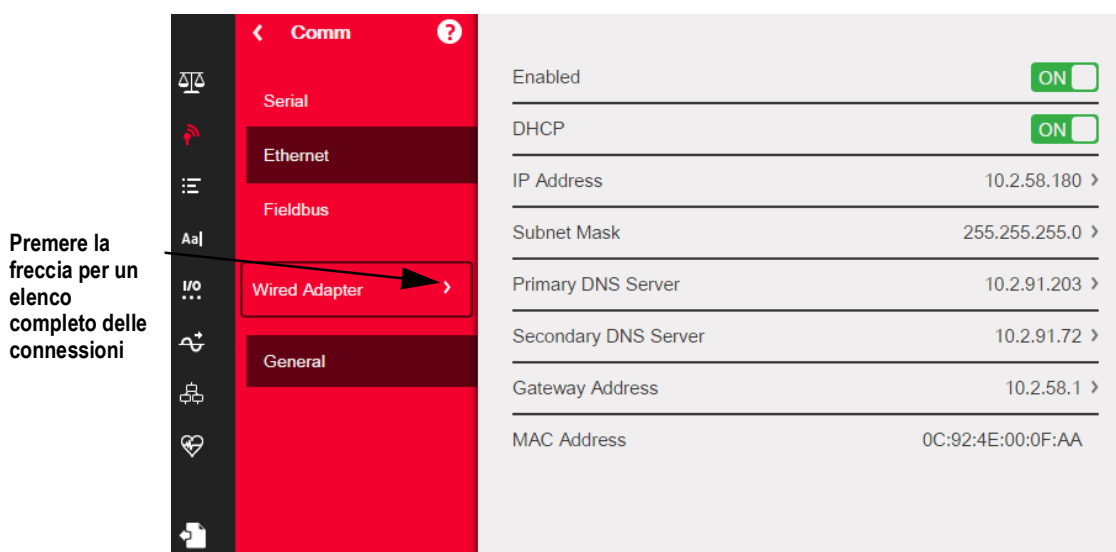 Premere la
freccia per un
elenco
completo delle
connessioni
Aa
I/O
Comm
?
Serial
Ethernet
Fieldbus
Wired Adapter
General
Enabled ON
DHCP ON
IP Address 10.2.58.180
Subnet Mask 255.255.255.0
Primary DNS Server 10.2.91.203
Secondary DNS Server 10.2.91.72
Gateway Address 10.2.58.1
MAC Address 0C:92:4E:00:0F:AA